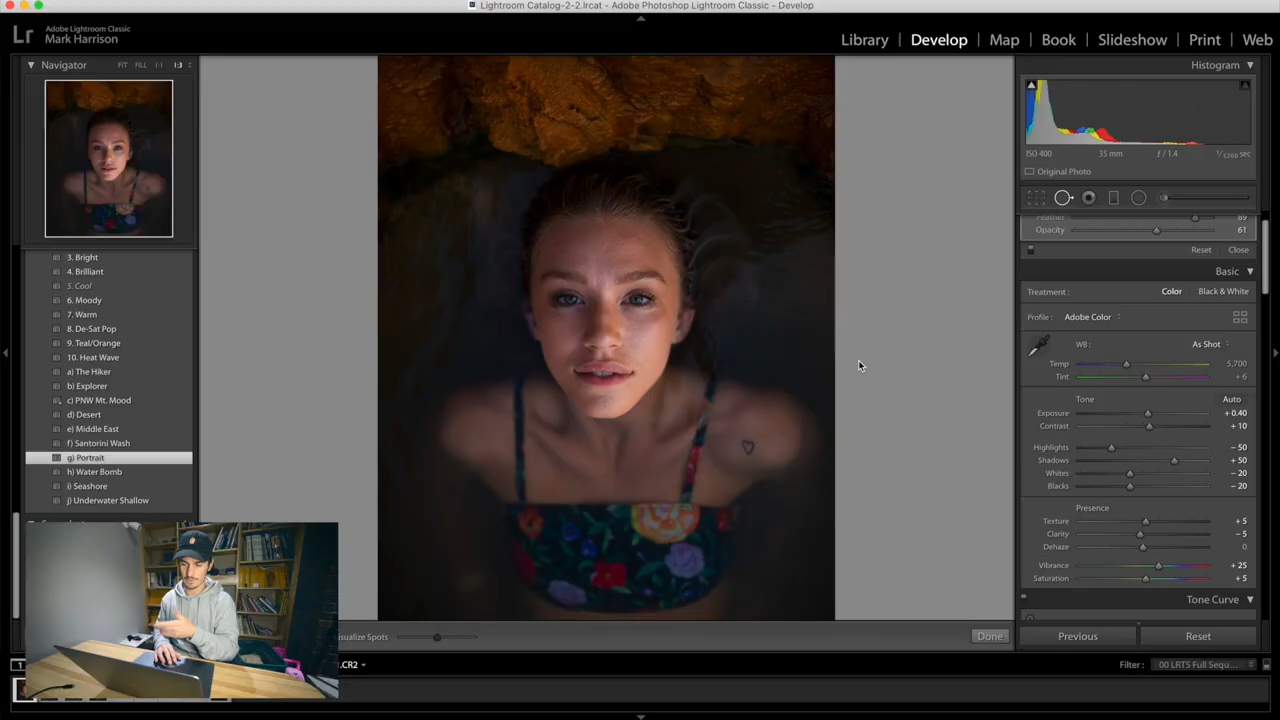 Lightroom Catalog-2-2.lrcat - Adobe Photoshop Lightroom Classic - Develop
Lr
Adobe Lightroom Classic
Mark Harrison
Library | Develop | Map | Book | Slideshow | Print | Web
Navigator FIT FILL 1:1 1:3
3. Bright
4. Brilliant
5. Cool
6. Moody
7. Warm
8. De-Sat Pop
9. Teal/Orange
10. Heat Wave
a) The Hiker
b) Explorer
c) PNW Mt. Mood
d) Desert
e) Middle East
f) Santorini Wash
g) Portrait
h) Water Bomb
i) Seashore
j) Underwater Shallow
Histogram
ISO 400 35 mm ƒ / 1.4 sec
Original Photo
Feather 89
Opacity 61
Reset Close
Basic
Treatment : Color Black & White
Profile : Adobe Color
WB : As Shot
Temp 5,700
Tint + 6
Tone Auto
Exposure + 0.40
Contrast + 10
Highlights − 50
Shadows + 50
Whites − 20
Blacks − 20
Presence
Texture + 5
Clarity − 5
Dehaze 0
Vibrance + 25
Saturation + 5
Tone Curve
Previous Reset
sualize Spots Done
1 .CR2 Filter : 00 LRT5 Full Sequ...